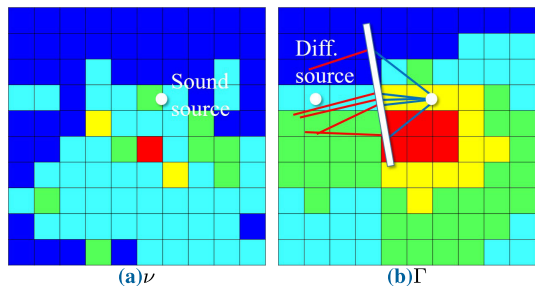 Sound
source
Diff.
source
(a)ν
(b)Γ